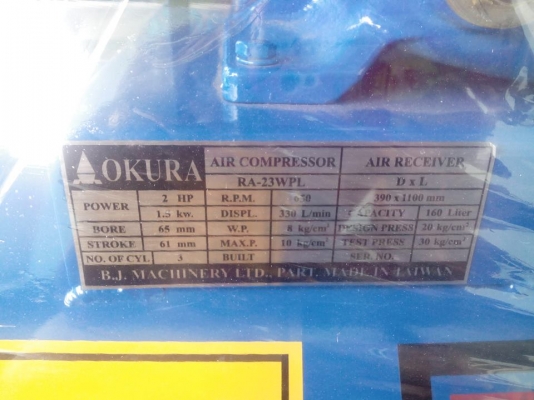 OKURA AIR COMPRESSOR AIR RECEIVER
RA-23WPL D x L
POWER 2 HP R.P.M. 390 x 1100 mm
1.5 kw. DISPL. 330 L/min CAPACITY 160 Liter
BORE 65 mm W.P. 8 kg/cm² DESIGN PRESS 20 kg/cm²
STROKE 61 mm MAX.P. 10 kg/cm² TEST PRESS 30 kg/cm²
NO. OF CYL 3 BUILT SER. NO.
B.J. MACHINERY LTD., PART. MADE IN TAIWAN